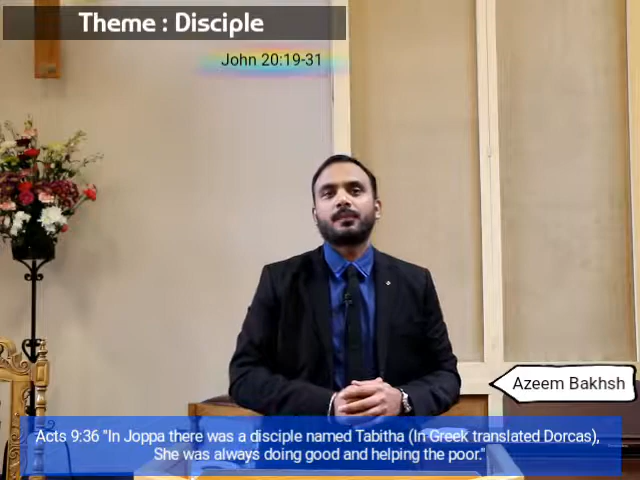 Theme : Disciple
John 20:19-31
Azeem Bakhsh
Acts 9:36 "In Joppa there was a disciple named Tabitha (In Greek translated Dorcas),
She was always doing good and helping the poor."